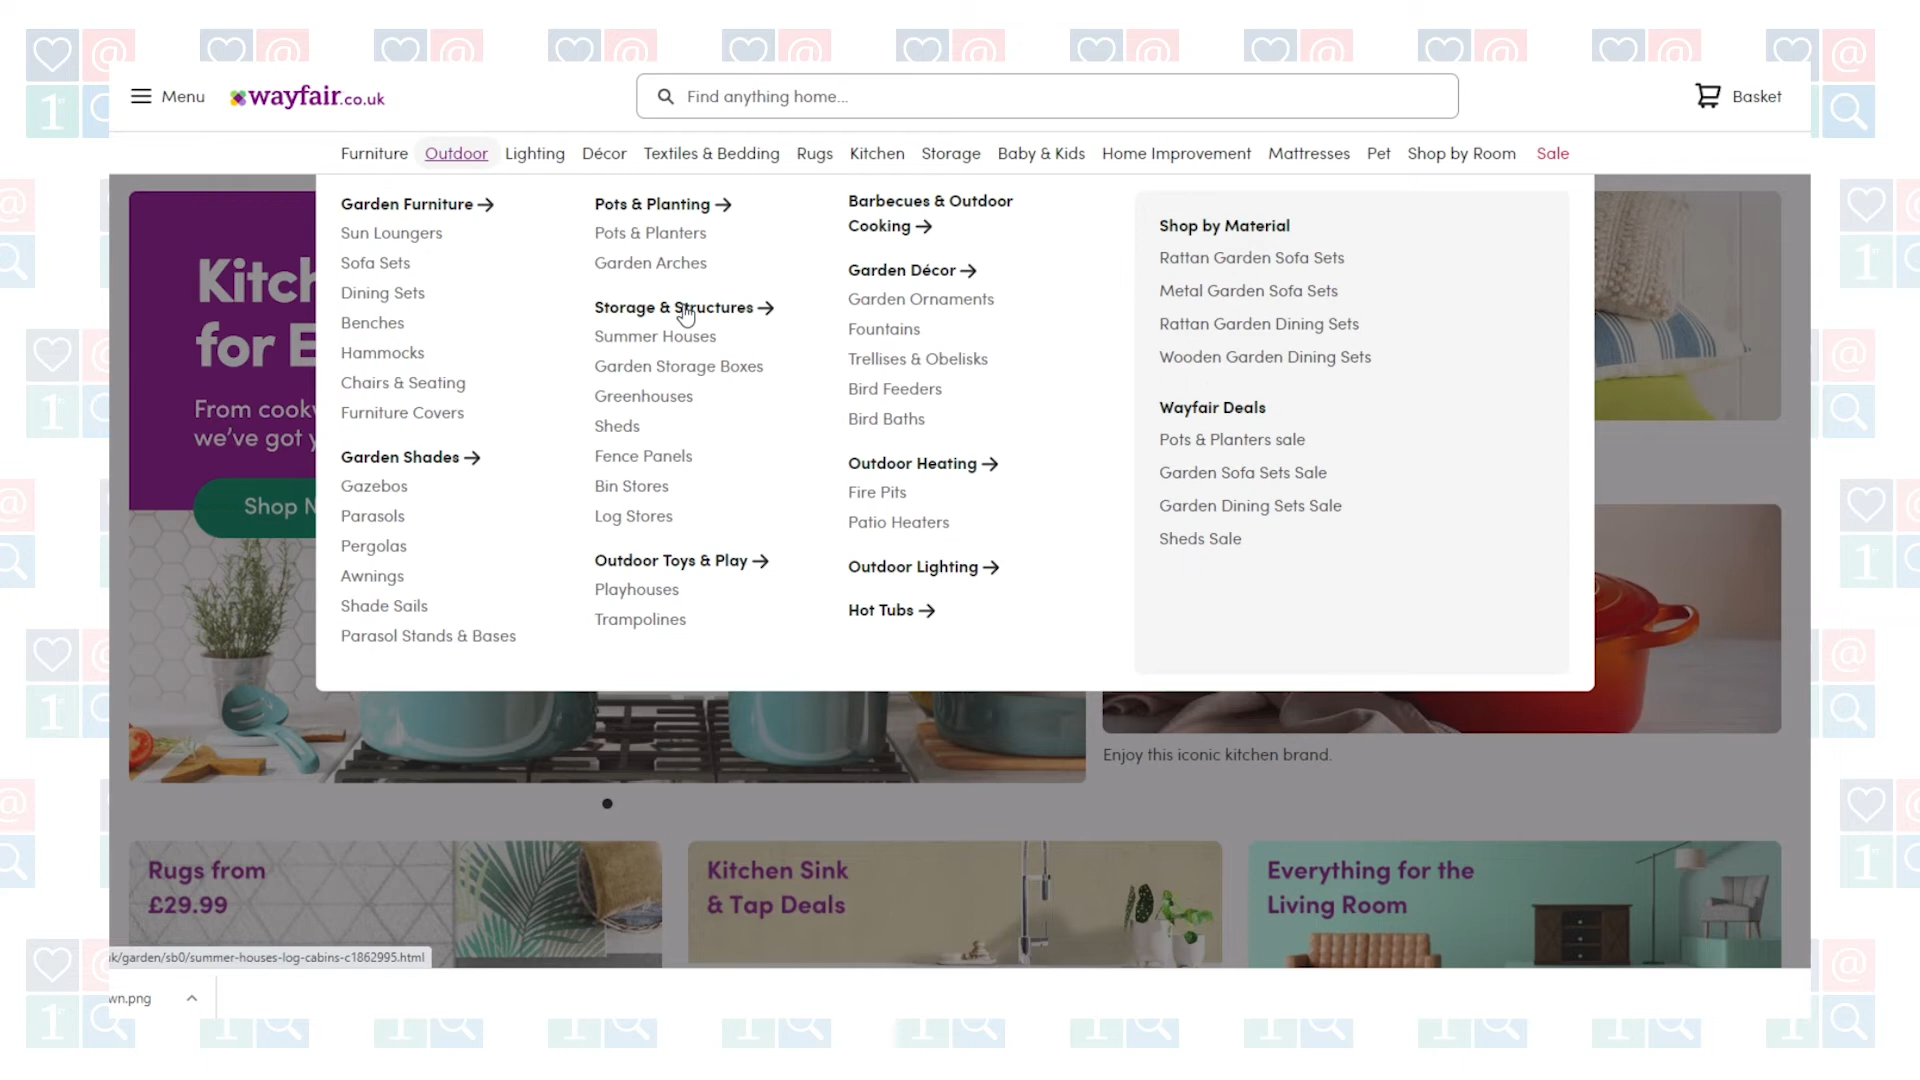 Menu
wayfair.co.uk
Find anything home...
Basket
Furniture Outdoor Lighting Décor Textiles & Bedding Rugs Kitchen Storage Baby & Kids Home Improvement Mattresses Pet Shop by Room Sale
Garden Furniture →
Sun Loungers
Sofa Sets
Dining Sets
Benches
Hammocks
Chairs & Seating
Furniture Covers
Garden Shades →
Gazebos
Parasols
Pergolas
Awnings
Shade Sails
Parasol Stands & Bases
Pots & Planting →
Pots & Planters
Garden Arches
Storage & Structures →
Summer Houses
Garden Storage Boxes
Greenhouses
Sheds
Fence Panels
Bin Stores
Log Stores
Outdoor Toys & Play →
Playhouses
Trampolines
Barbecues & Outdoor
Cooking →
Garden Décor →
Garden Ornaments
Fountains
Trellises & Obelisks
Bird Feeders
Bird Baths
Outdoor Heating →
Fire Pits
Patio Heaters
Outdoor Lighting →
Hot Tubs →
Shop by Material
Rattan Garden Sofa Sets
Metal Garden Sofa Sets
Rattan Garden Dining Sets
Wooden Garden Dining Sets
Wayfair Deals
Pots & Planters sale
Garden Sofa Sets Sale
Garden Dining Sets Sale
Sheds Sale
Kitch
for E
From cookw
we've got y
Shop N
Enjoy this iconic kitchen brand.
Rugs from
£29.99
Kitchen Sink
& Tap Deals
Everything for the
Living Room
k/garden/sb0/summer-houses-log-cabins-c1862995.html
wn.png